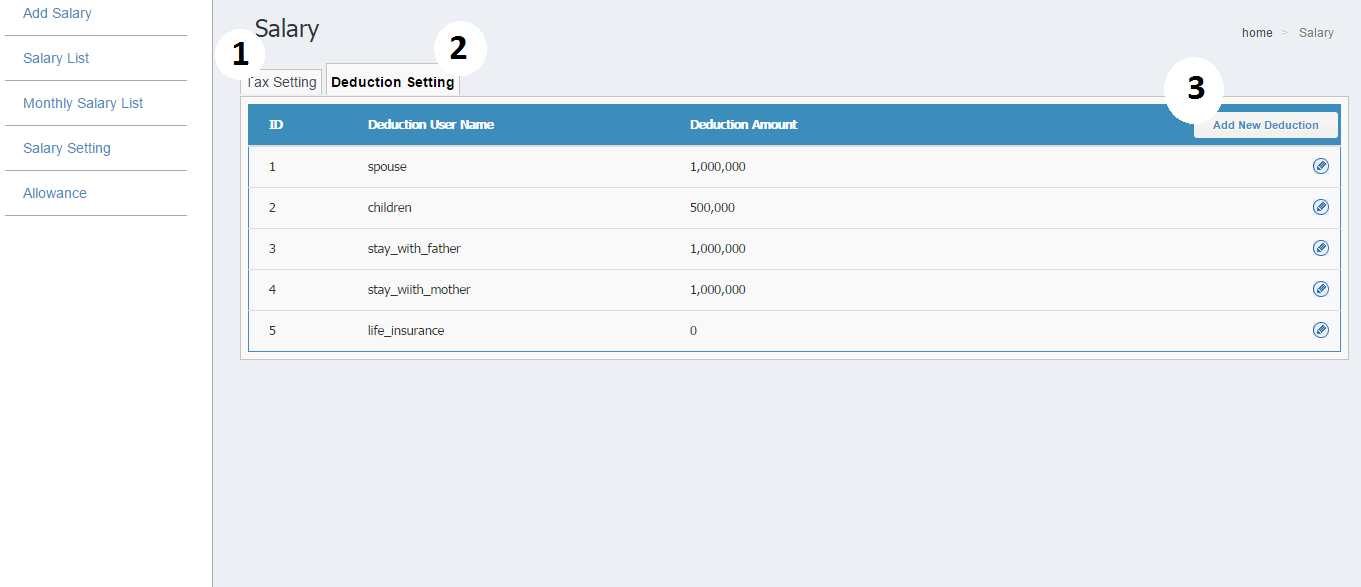 Add Salary
Salary List
Monthly Salary List
Salary Setting
Allowance
Salary
home > Salary
1
2
3
Tax Setting Deduction Setting
ID Deduction User Name Deduction Amount Add New Deduction
1 spouse 1,000,000
2 children 500,000
3 stay_with_father 1,000,000
4 stay_wiith_mother 1,000,000
5 life_insurance 0